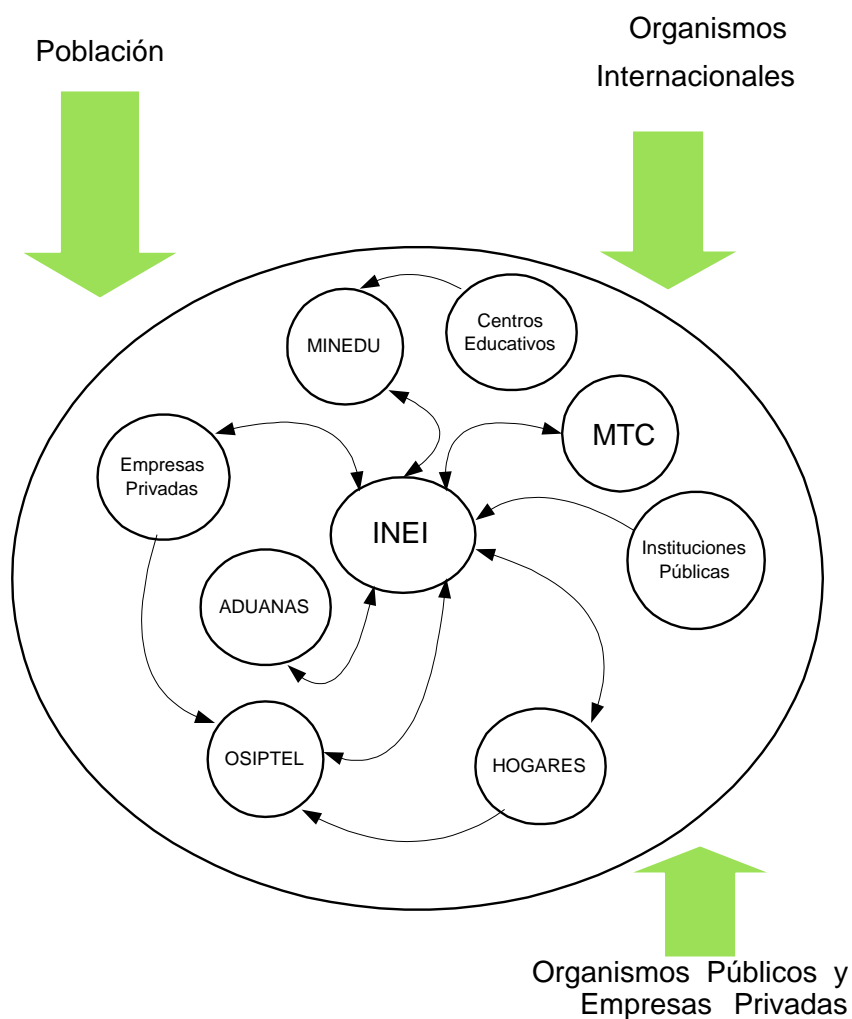 Organismos
Internacionales
Población
Centros
Educativos
MINEDU
MTC
Empresas
Privadas
INEI
Instituciones
Públicas
ADUANAS
OSIPTEL
HOGARES
Organismos Públicos y
Empresas Privadas